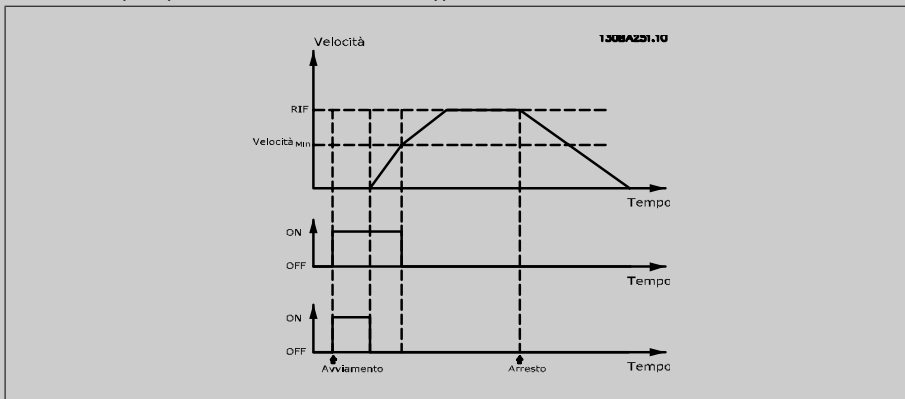 Velocità
130BA251.10
RIF
Velocità MIN
Tempo
ON
OFF
Tempo
ON
OFF
Avviamento
Arresto
Tempo